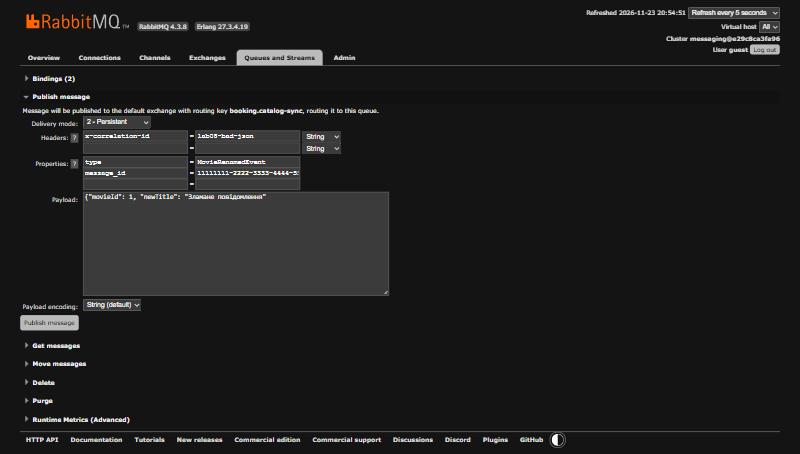 RabbitMQ TM RabbitMQ 4.3.8 Erlang 27.3.4.19
Refreshed 2026-11-23 20:54:51 Refresh every 5 seconds
Virtual host All
Cluster messaging@e29c8ca3fa96
User guest Log out
Overview Connections Channels Exchanges Queues and Streams Admin
Bindings (2)
Publish message
Message will be published to the default exchange with routing key booking.catalog-sync, routing it to this queue.
Delivery mode: 2 - Persistent
Headers: ? x-correlation-id = lab08-bad-json String
= String
Properties: ? type = MovieRenamedEvent
message_id = 11111111-2222-3333-4444-5
=
Payload: {"movieId": 1, "newTitle": "Зламане повідомлення"
Payload encoding: String (default)
Publish message
Get messages
Move messages
Delete
Purge
Runtime Metrics (Advanced)
HTTP API Documentation Tutorials New releases Commercial edition Commercial support Discussions Discord Plugins GitHub